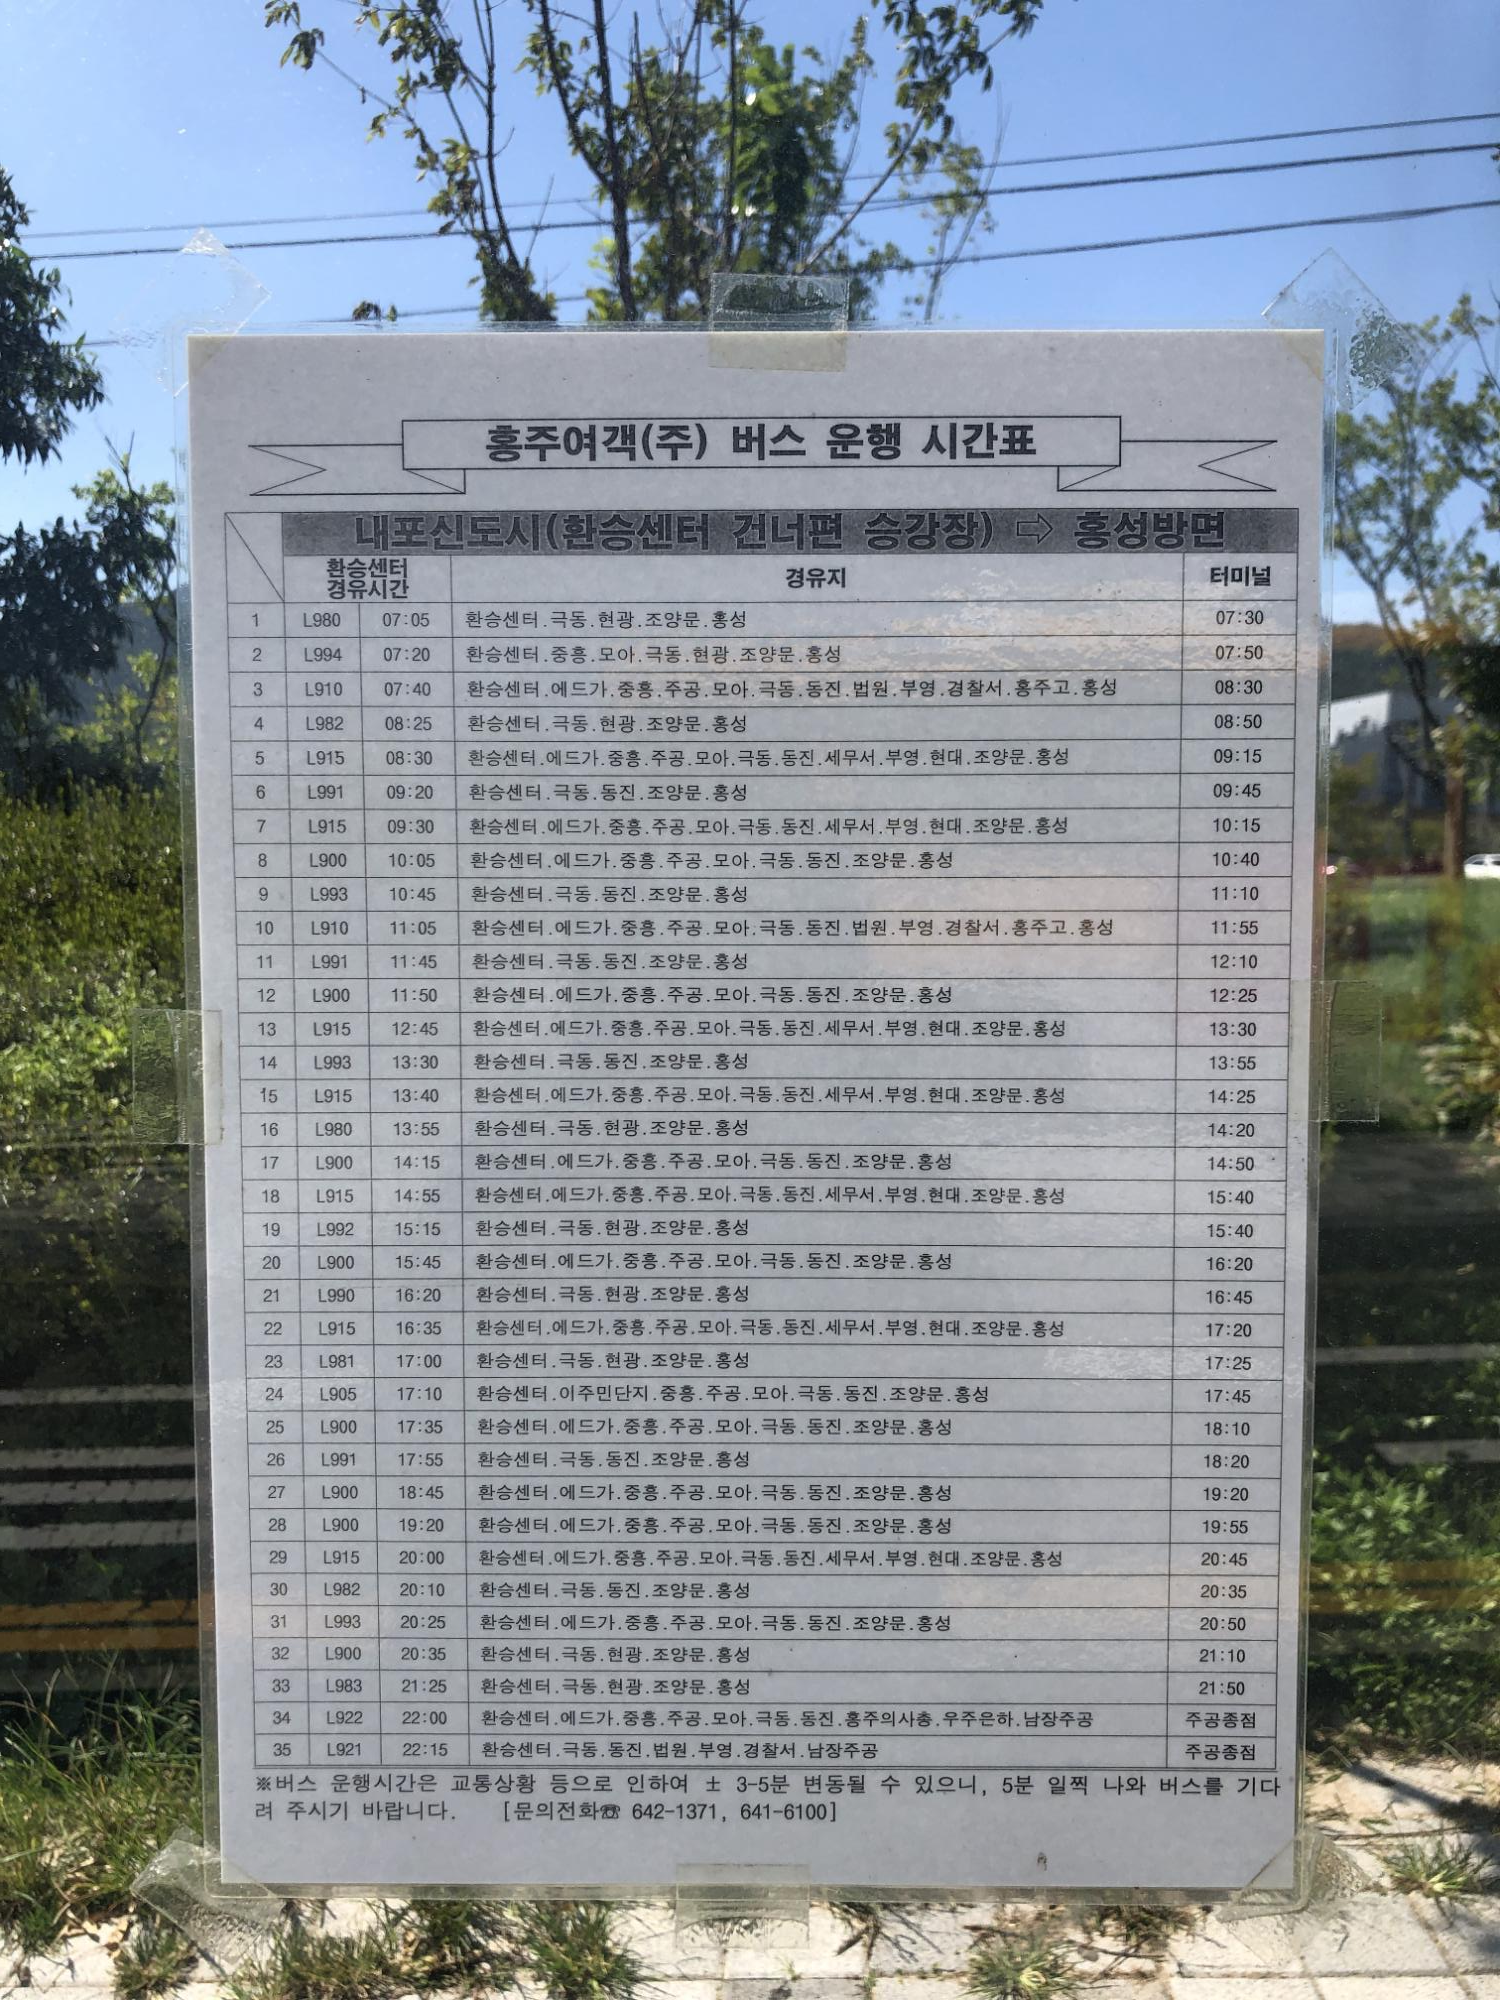 홍주여객(주) 버스 운행 시간표
내포신도시(환승센터 건너편 승강장) ⇨ 홍성방면
환승센터 경유시간 경유지 터미널
1 L980 07:05 환승센터.극동.현광.조양문.홍성 07:30
2 L994 07:20 환승센터.중흥.모아.극동.현광.조양문.홍성 07:50
3 L910 07:40 환승센터.에드가.중흥.주공.모아.극동.동진.법원.부영.경찰서.홍주고.홍성 08:30
4 L982 08:25 환승센터.극동.현광.조양문.홍성 08:50
5 L915 08:30 환승센터.에드가.중흥.주공.모아.극동.동진.세무서.부영.현대.조양문.홍성 09:15
6 L991 09:20 환승센터.극동.동진.조양문.홍성 09:45
7 L915 09:30 환승센터.에드가.중흥.주공.모아.극동.동진.세무서.부영.현대.조양문.홍성 10:15
8 L900 10:05 환승센터.에드가.중흥.주공.모아.극동.동진.조양문.홍성 10:40
9 L993 10:45 환승센터.극동.동진.조양문.홍성 11:10
10 L910 11:05 환승센터.에드가.중흥.주공.모아.극동.동진.법원.부영.경찰서.홍주고.홍성 11:55
11 L991 11:45 환승센터.극동.동진.조양문.홍성 12:10
12 L900 11:50 환승센터.에드가.중흥.주공.모아.극동.동진.조양문.홍성 12:25
13 L915 12:45 환승센터.에드가.중흥.주공.모아.극동.동진.세무서.부영.현대.조양문.홍성 13:30
14 L993 13:30 환승센터.극동.동진.조양문.홍성 13:55
15 L915 13:40 환승센터.에드가.중흥.주공.모아.극동.동진.세무서.부영.현대.조양문.홍성 14:25
16 L980 13:55 환승센터.극동.현광.조양문.홍성 14:20
17 L900 14:15 환승센터.에드가.중흥.주공.모아.극동.동진.조양문.홍성 14:50
18 L915 14:55 환승센터.에드가.중흥.주공.모아.극동.동진.세무서.부영.현대.조양문.홍성 15:40
19 L992 15:15 환승센터.극동.현광.조양문.홍성 15:40
20 L900 15:45 환승센터.에드가.중흥.주공.모아.극동.동진.조양문.홍성 16:20
21 L990 16:20 환승센터.극동.현광.조양문.홍성 16:45
22 L915 16:35 환승센터.에드가.중흥.주공.모아.극동.동진.세무서.부영.현대.조양문.홍성 17:20
23 L981 17:00 환승센터.극동.현광.조양문.홍성 17:25
24 L905 17:10 환승센터.이주민단지.중흥.주공.모아.극동.동진.조양문.홍성 17:45
25 L900 17:35 환승센터.에드가.중흥.주공.모아.극동.동진.조양문.홍성 18:10
26 L991 17:55 환승센터.극동.동진.조양문.홍성 18:20
27 L900 18:45 환승센터.에드가.중흥.주공.모아.극동.동진.조양문.홍성 19:20
28 L900 19:20 환승센터.에드가.중흥.주공.모아.극동.동진.조양문.홍성 19:55
29 L915 20:00 환승센터.에드가.중흥.주공.모아.극동.동진.세무서.부영.현대.조양문.홍성 20:45
30 L982 20:10 환승센터.극동.동진.조양문.홍성 20:35
31 L993 20:25 환승센터.에드가.중흥.주공.모아.극동.동진.조양문.홍성 20:50
32 L900 20:35 환승센터.극동.현광.조양문.홍성 21:10
33 L983 21:25 환승센터.극동.현광.조양문.홍성 21:50
34 L922 22:00 환승센터.에드가.중흥.주공.모아.극동.동진.홍주의사총.우주은하.남장주공 주공종점
35 L921 22:15 환승센터.극동.동진.법원.부영.경찰서.남장주공 주공종점
※버스 운행시간은 교통상황 등으로 인하여 ± 3-5분 변동될 수 있으니, 5분 일찍 나와 버스를 기다
려 주시기 바랍니다. [문의전화☎ 642-1371, 641-6100]